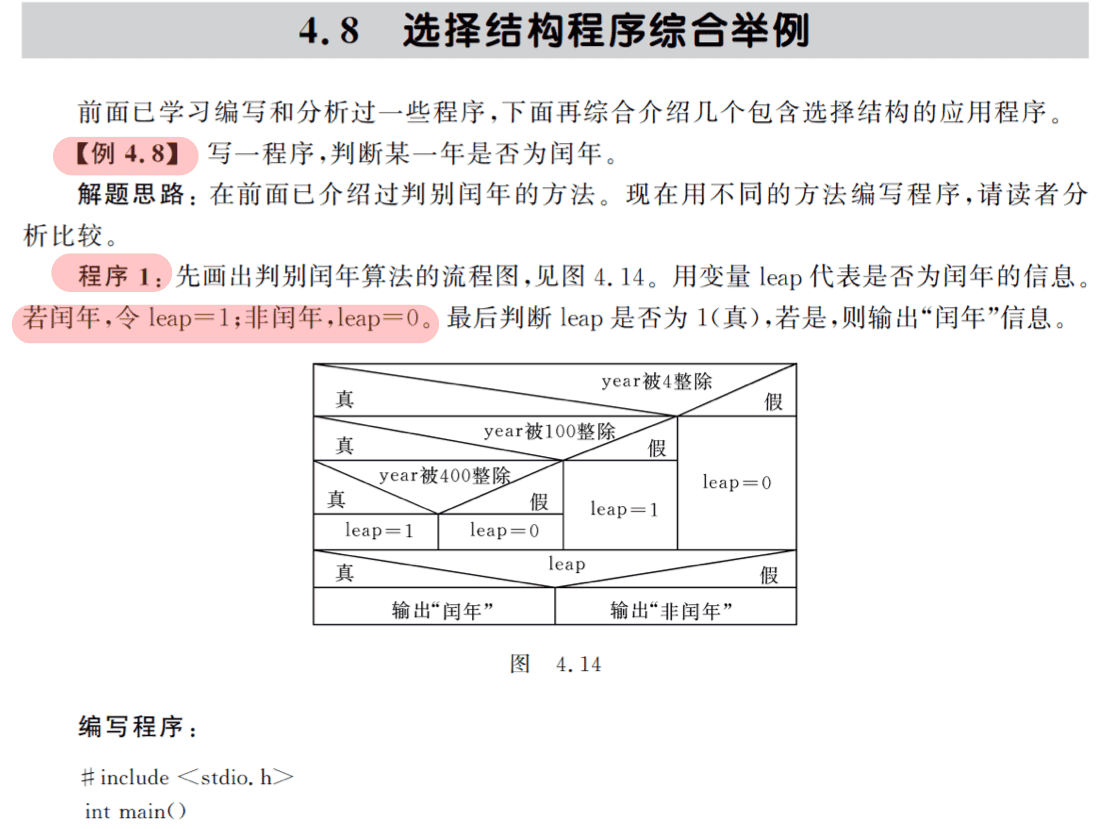 4.8 选择结构程序综合举例
前面已学习编写和分析过一些程序,下面再综合介绍几个包含选择结构的应用程序。
【例 4.8】 写一程序,判断某一年是否为闰年。
解题思路:在前面已介绍过判别闰年的方法。现在用不同的方法编写程序,请读者分
析比较。
程序 1:先画出判别闰年算法的流程图,见图 4.14。用变量 leap 代表是否为闰年的信息。
若闰年,令 leap=1;非闰年,leap=0。最后判断 leap 是否为 1(真),若是,则输出“闰年”信息。
year被4整除
真 假
year被100整除
真 假
year被400整除
leap=0
真 假
leap=1
leap=1 leap=0
leap
真 假
输出“闰年” 输出“非闰年”
图 4.14
编写程序:
#include <stdio.h>
int main()